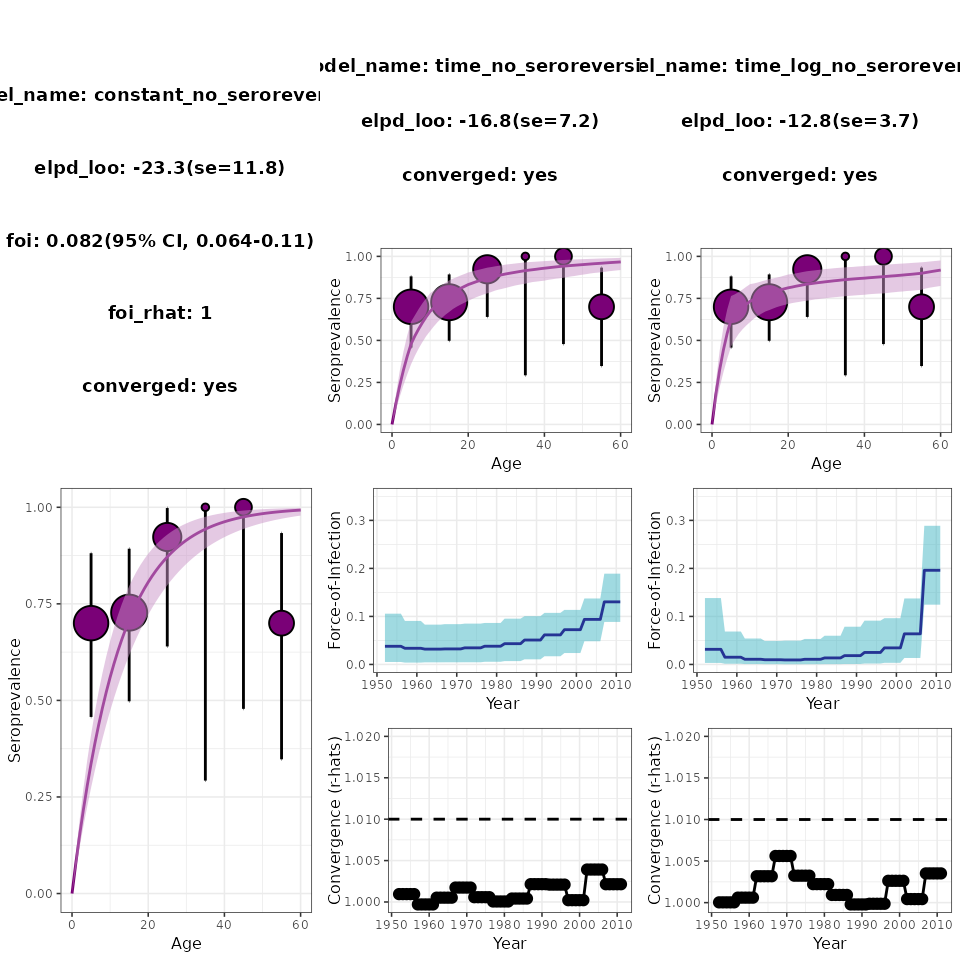 el_name: constant_no_serorever
elpd_loo: -23.3(se=11.8)
foi: 0.082(95% CI, 0.064-0.11)
foi_rhat: 1
converged: yes
1.00
0.75
0.50
0.25
0.00
Seroprevalence
0 20 40 60
Age
odel_name: time_no_seroreversi
elpd_loo: -16.8(se=7.2)
converged: yes
1.00
0.75
0.50
0.25
0.00
Seroprevalence
0 20 40 60
Age
0.3
0.2
0.1
0.0
Force-of-Infection
1950 1960 1970 1980 1990 2000 2010
Year
1.020
1.015
1.010
1.005
1.000
Convergence (r-hats)
1950 1960 1970 1980 1990 2000 2010
Year
el_name: time_log_no_serorever
elpd_loo: -12.8(se=3.7)
converged: yes
1.00
0.75
0.50
0.25
0.00
Seroprevalence
0 20 40 60
Age
0.3
0.2
0.1
0.0
Force-of-Infection
1950 1960 1970 1980 1990 2000 2010
Year
1.020
1.015
1.010
1.005
1.000
Convergence (r-hats)
1950 1960 1970 1980 1990 2000 2010
Year